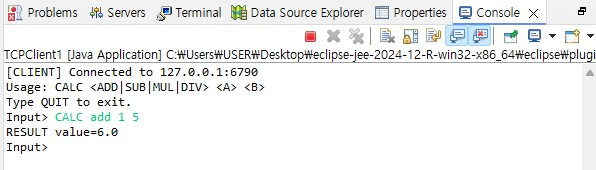 Problems Servers Terminal Data Source Explorer Properties Console
TCPClient1 [Java Application] C:₩Users₩USER₩Desktop₩eclipse-jee-2024-12-R-win32-x86_64₩eclipse₩plugi
[CLIENT] Connected to 127.0.0.1:6790
Usage: CALC <ADD|SUB|MUL|DIV> <A> <B>
Type QUIT to exit.
Input> CALC add 1 5
RESULT value=6.0
Input>